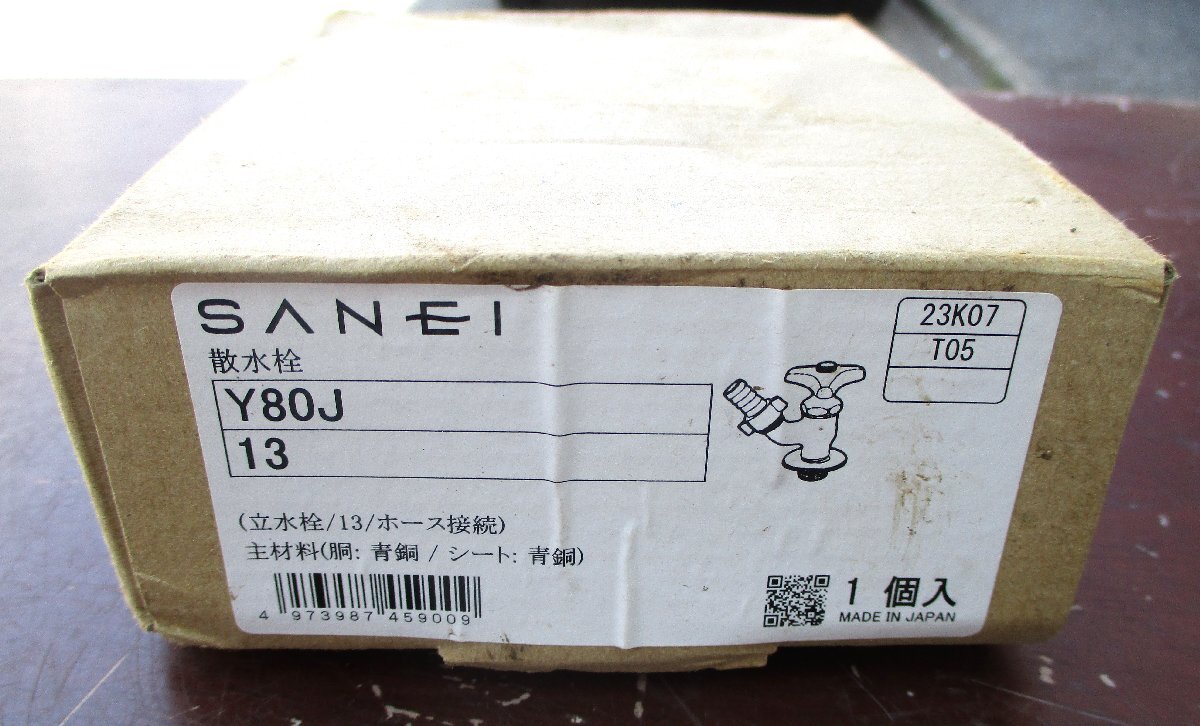 SANEI
散水栓
Y80J
13
23K07
T05
(立水栓/13/ホース接続)
主材料(胴: 青銅 / シート: 青銅)
4 973987 459009
1 個入
MADE IN JAPAN